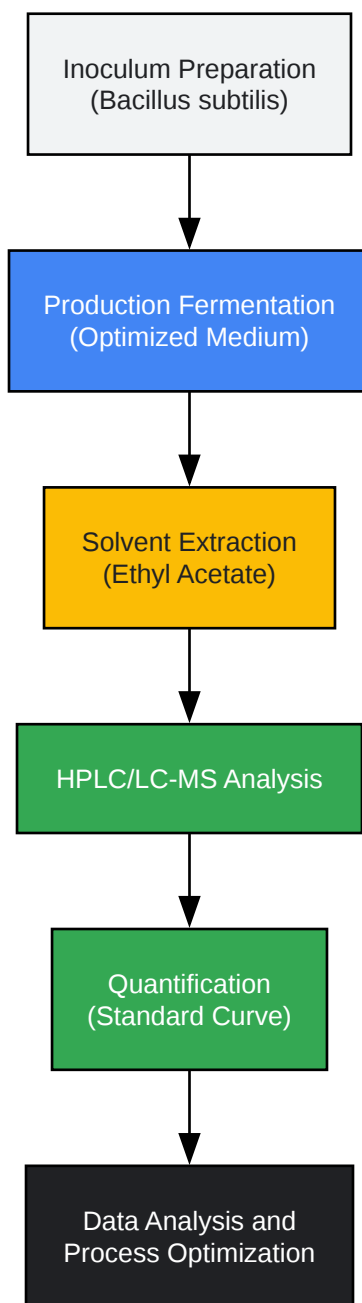 Inoculum Preparation
(Bacillus subtilis)
Production Fermentation
(Optimized Medium)
Solvent Extraction
(Ethyl Acetate)
HPLC/LC-MS Analysis
Quantification
(Standard Curve)
Data Analysis and
Process Optimization